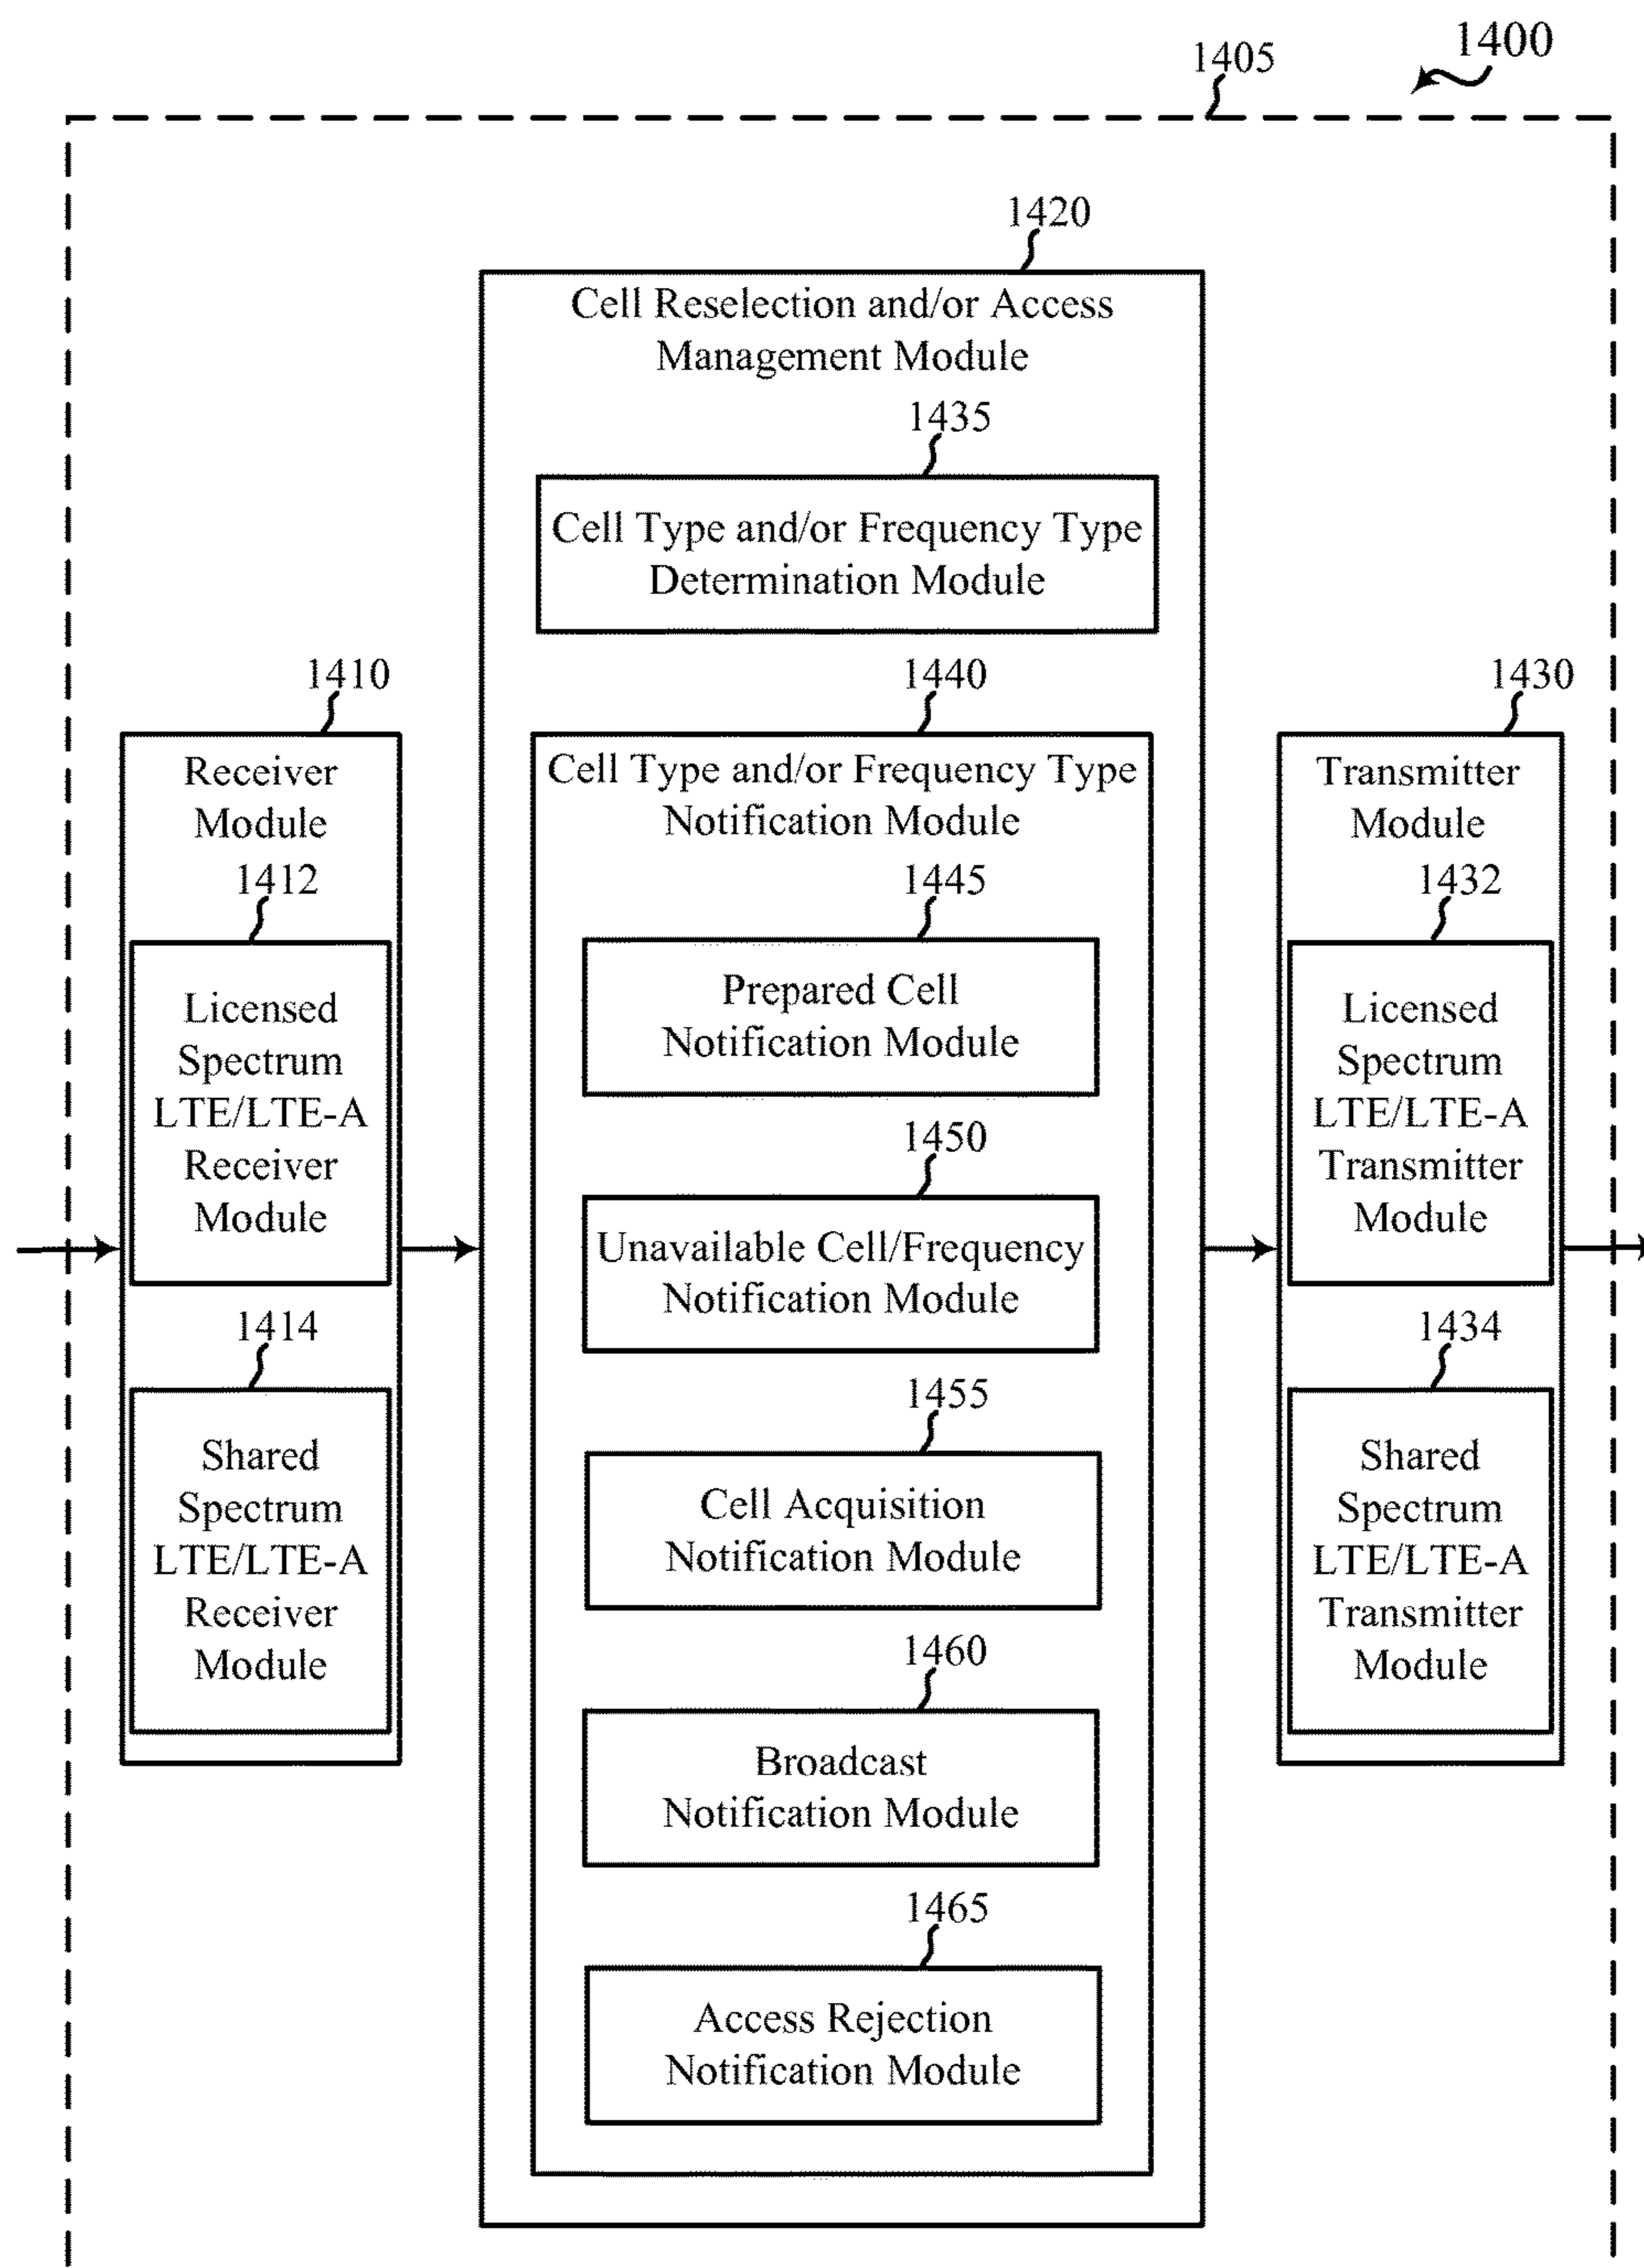 1400
1405
1420
Cell Reselection and/or Access
Management Module
1435
Cell Type and/or Frequency Type
Determination Module
1410
Receiver
Module
1412
Licensed
Spectrum
LTE/LTE-A
Receiver
Module
1414
Shared
Spectrum
LTE/LTE-A
Receiver
Module
1440
Cell Type and/or Frequency Type
Notification Module
1445
Prepared Cell
Notification Module
1450
Unavailable Cell/Frequency
Notification Module
1455
Cell Acquisition
Notification Module
1460
Broadcast
Notification Module
1465
Access Rejection
Notification Module
1430
Transmitter
Module
1432
Licensed
Spectrum
LTE/LTE-A
Transmitter
Module
1434
Shared
Spectrum
LTE/LTE-A
Transmitter
Module